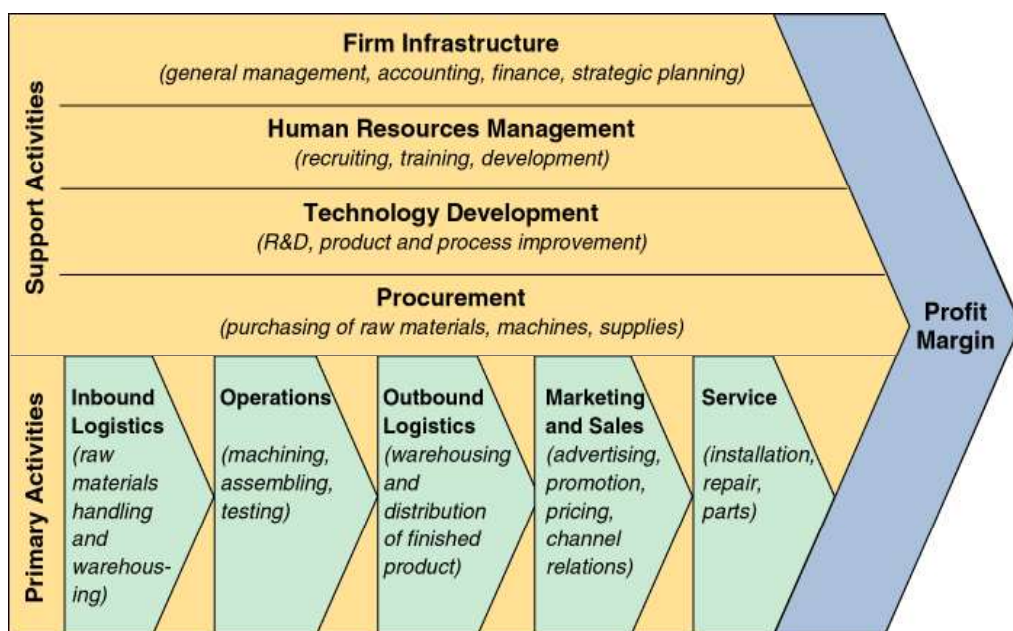 Support Activities
Firm Infrastructure
(general management, accounting, finance, strategic planning)
Human Resources Management
(recruiting, training, development)
Technology Development
(R&D, product and process improvement)
Procurement
(purchasing of raw materials, machines, supplies)
Profit
Margin
Primary Activities
Inbound
Logistics
(raw
materials
handling
and
warehous-
ing)
Operations
(machining,
assembling,
testing)
Outbound
Logistics
(warehousing
and
distribution
of finished
product)
Marketing
and Sales
(advertising,
promotion,
pricing,
channel
relations)
Service
(installation,
repair,
parts)